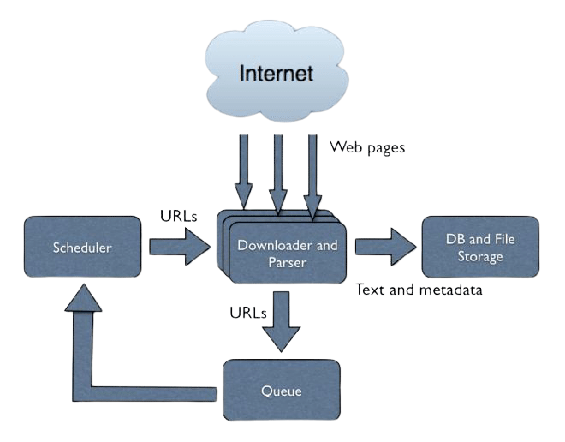 Internet
Web pages
URLs
Scheduler
Downloader and
Parser
DB and File
Storage
Text and metadata
URLs
Queue